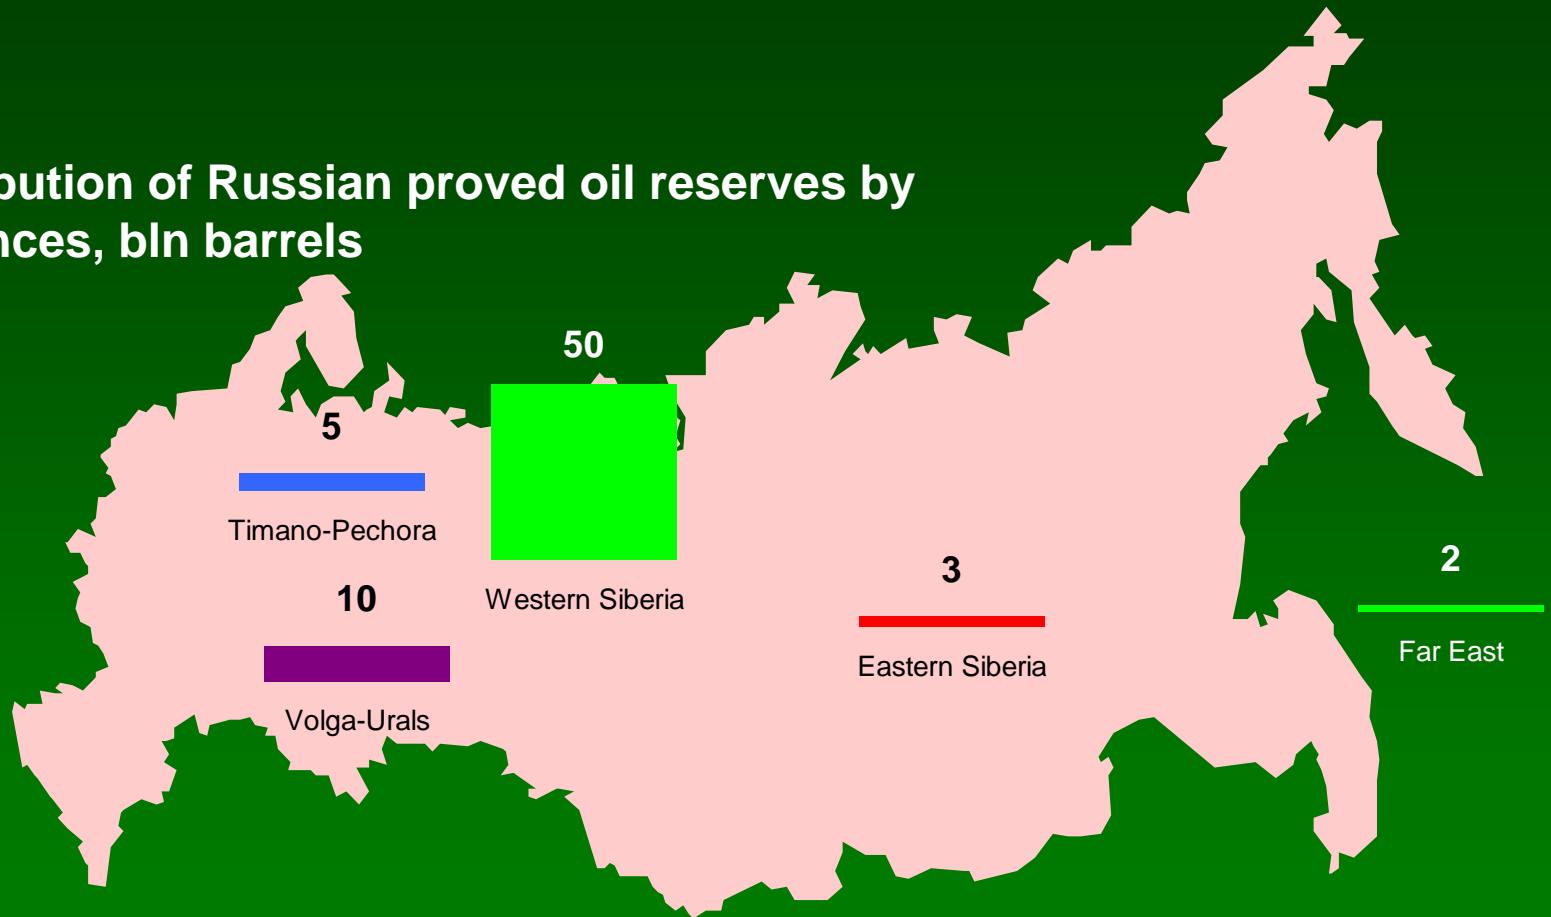 bution of Russian proved oil reserves by
nces, bln barrels
50
5
Timano-Pechora
Western Siberia
10
Volga-Urals
3
Eastern Siberia
2
Far East